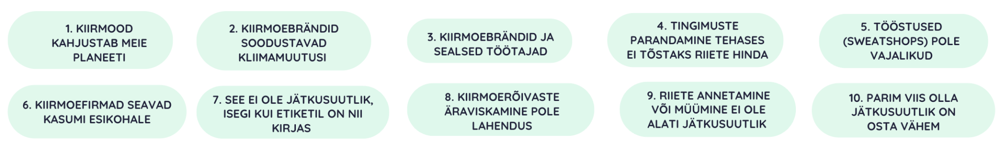 1. KIIRMOOD
KAHJUSTAB MEIE
PLANEETI
2. KIIRMOEBRÄNDID
SOODUSTAVAD
KLIIMAMUUTUSI
3. KIIRMOEBRÄNDID JA
SEALSED TÖÖTAJAD
4. TINGIMUSTE
PARANDAMINE TEHASES
EI TÕSTAKS RIIETE HINDA
5. TÖÖSTUSED
(SWEATSHOPS) POLE
VAJALIKUD
6. KIIRMOEFIRMAD SEAVAD
KASUMI ESIKOHALE
7. SEE EI OLE JÄTKUSUUTLIK,
ISEGI KUI ETIKETIL ON NII
KIRJAS
8. KIIRMOERÕIVASTE
ÄRAVISKAMINE POLE
LAHENDUS
9. RIIETE ANNETAMINE
VÕI MÜÜMINE EI OLE
ALATI JÄTKUSUUTLIK
10. PARIM VIIS OLLA
JÄTKUSUUTLIK ON
OSTA VÄHEM